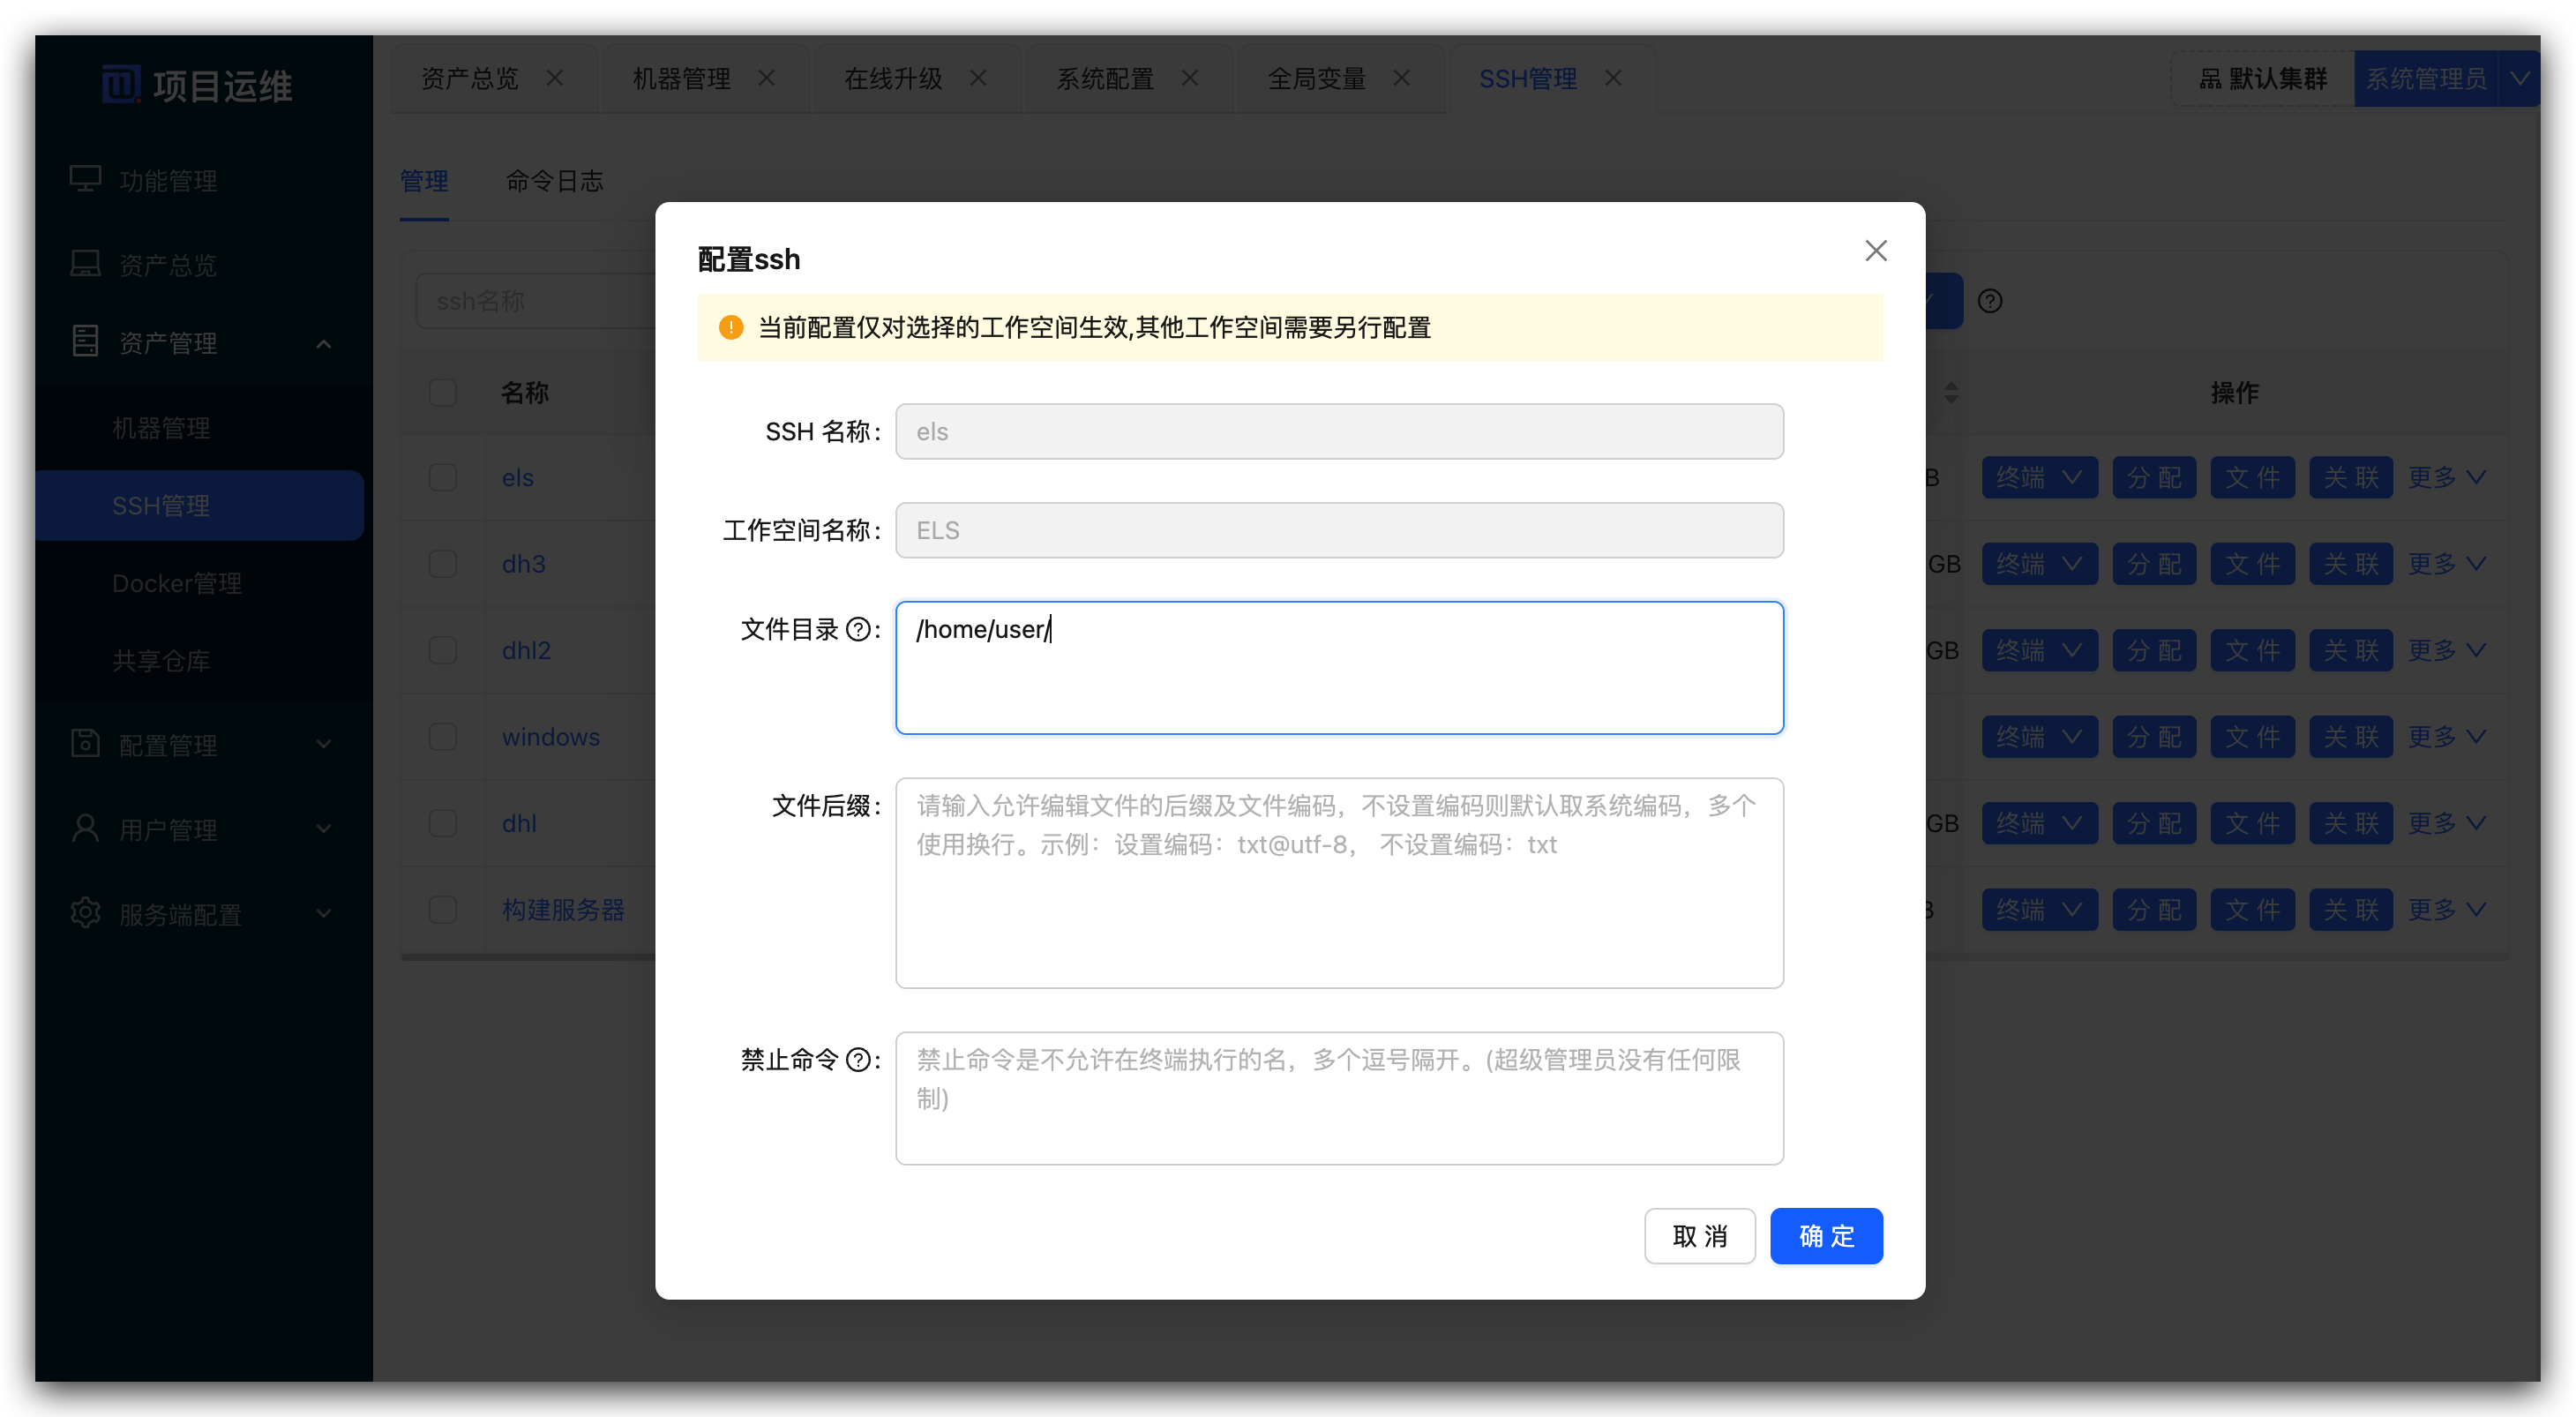 项目运维
资产总览
机器管理
在线升级
系统配置
全局变量
SSH管理
默认集群
系统管理员
功能管理
资产总览
资产管理
机器管理
SSH管理
Docker管理
共享仓库
配置管理
用户管理
服务端配置
管理
命令日志
ssh名称
名称
操作
els
B
终端 分配 文件 关联 更多
dh3
GB
终端 分配 文件 关联 更多
dhl2
GB
终端 分配 文件 关联 更多
windows
终端 分配 文件 关联 更多
dhl
GB
终端 分配 文件 关联 更多
构建服务器
终端 分配 文件 关联 更多
配置ssh
当前配置仅对选择的工作空间生效,其他工作空间需要另行配置
SSH 名称: els
工作空间名称: ELS
文件目录 : /home/user/
文件后缀: 请输入允许编辑文件的后缀及文件编码，不设置编码则默认取系统编码，多个
使用换行。示例：设置编码：txt@utf-8， 不设置编码：txt
禁止命令 : 禁止命令是不允许在终端执行的名，多个逗号隔开。(超级管理员没有任何限
制)
取 消
确 定